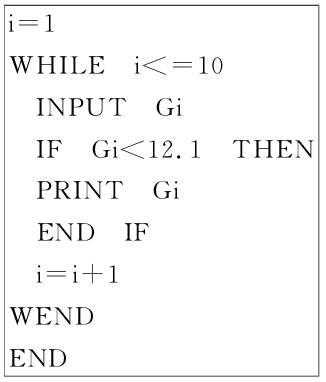 i=1
WHILE i<=10
INPUT Gi
IF Gi<12.1 THEN
PRINT Gi
END IF
i=i+1
WEND
END